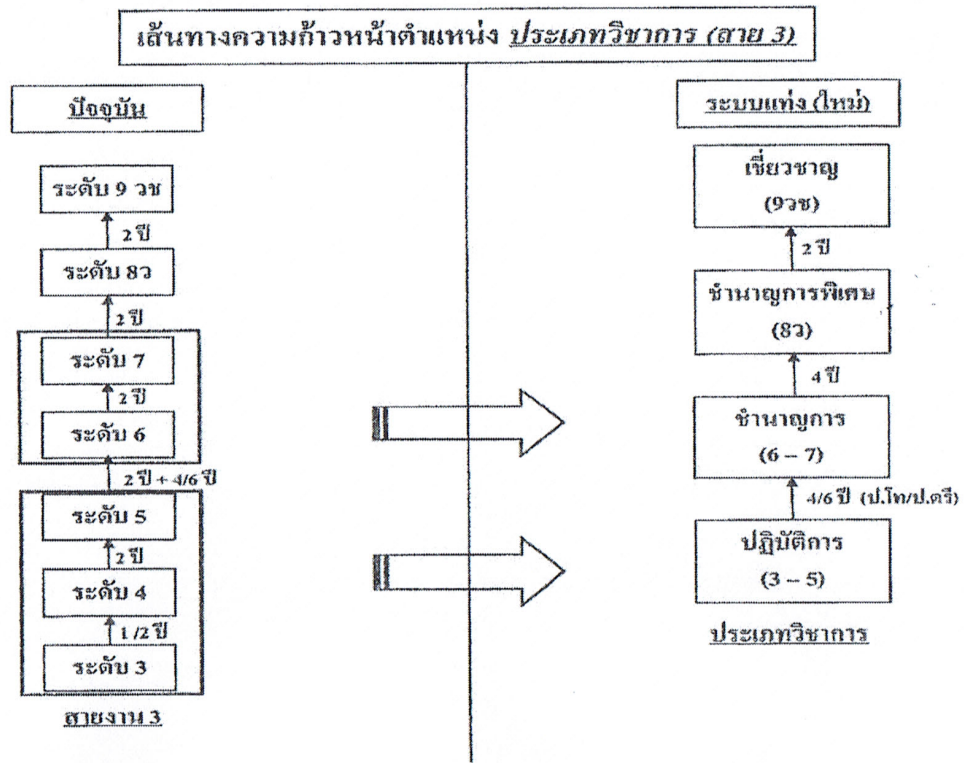 เส้นทางความก้าวหน้าตำแหน่ง ประเภทวิชาการ (สาย 3)
ปัจจุบัน
ระดับ 9 วช
2 ปี
ระดับ 8ว
2 ปี
ระดับ 7
2 ปี
ระดับ 6
2 ปี + 4/6 ปี
ระดับ 5
2 ปี
ระดับ 4
1 /2 ปี
ระดับ 3
สายงาน 3
ระบบแท่ง (ใหม่)
เชี่ยวชาญ
(9วช)
2 ปี
ชำนาญการพิเศษ
(8ว)
4 ปี
ชำนาญการ
(6 – 7)
4/6 ปี (ป.โท/ป.ตรี)
ปฏิบัติการ
(3 – 5)
ประเภทวิชาการ